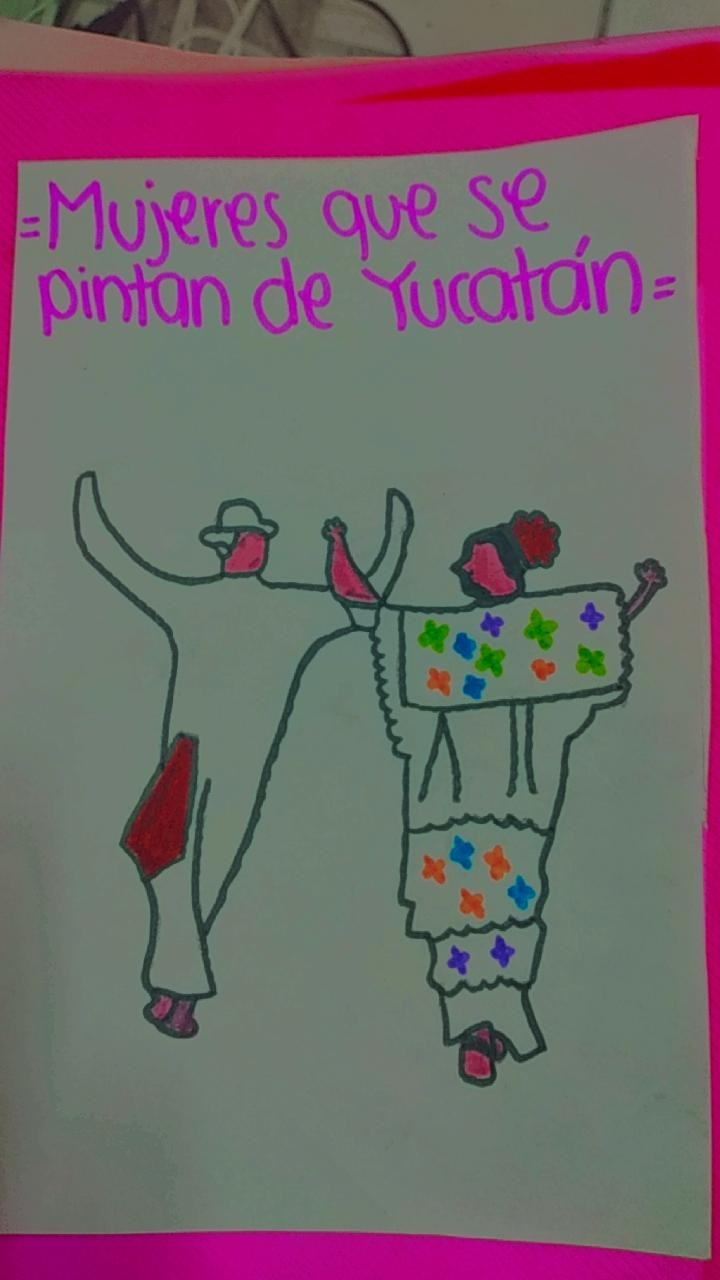 =Mujeres que se
pintan de Yucatán=